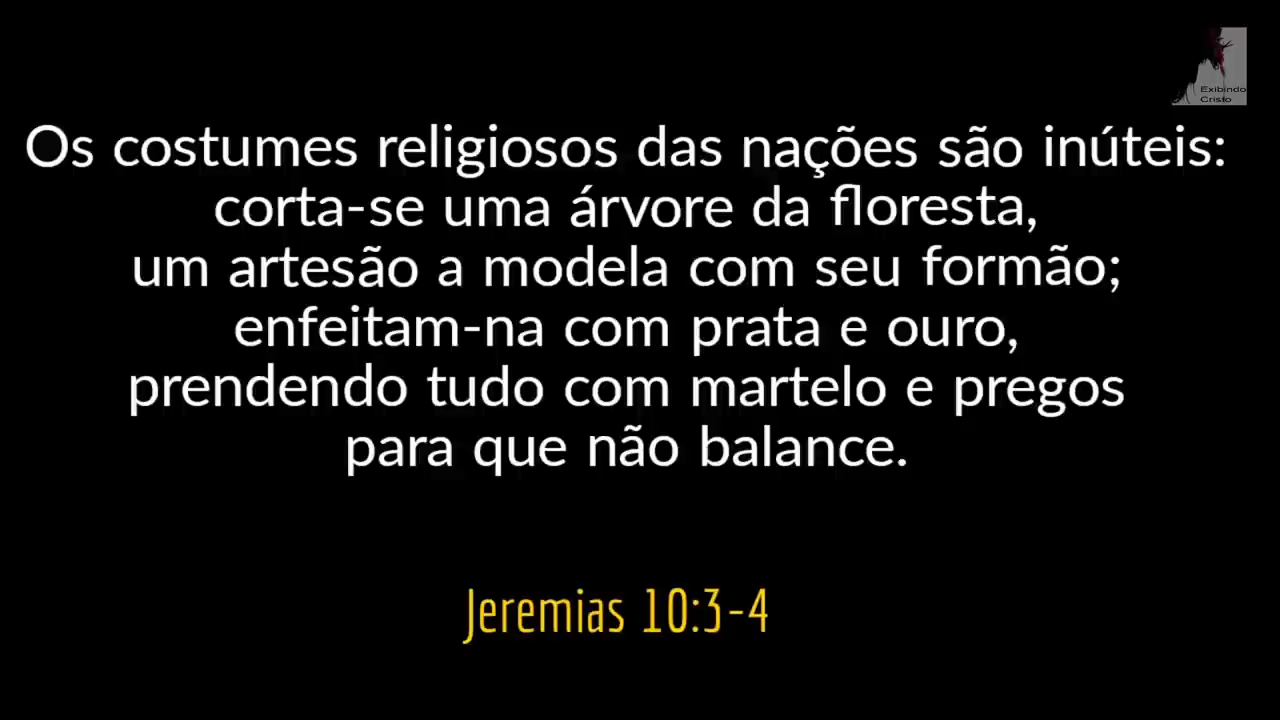 Exibindo
Cristo
Os costumes religiosos das nações são inúteis:
corta-se uma árvore da floresta,
um artesão a modela com seu formão;
enfeitam-na com prata e ouro,
prendendo tudo com martelo e pregos
para que não balance.
Jeremias 10:3-4